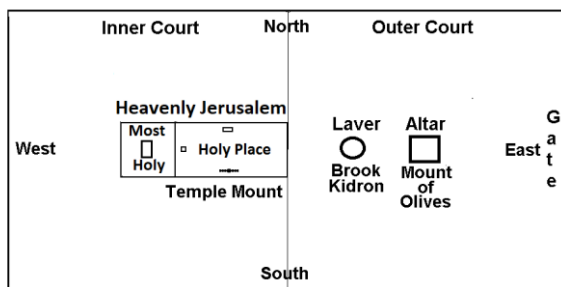 Inner Court
North
Outer Court
Heavenly Jerusalem
Most
Holy
Holy Place
Temple Mount
West
Laver
Brook
Kidron
Altar
Mount
of
Olives
East
Gate
South